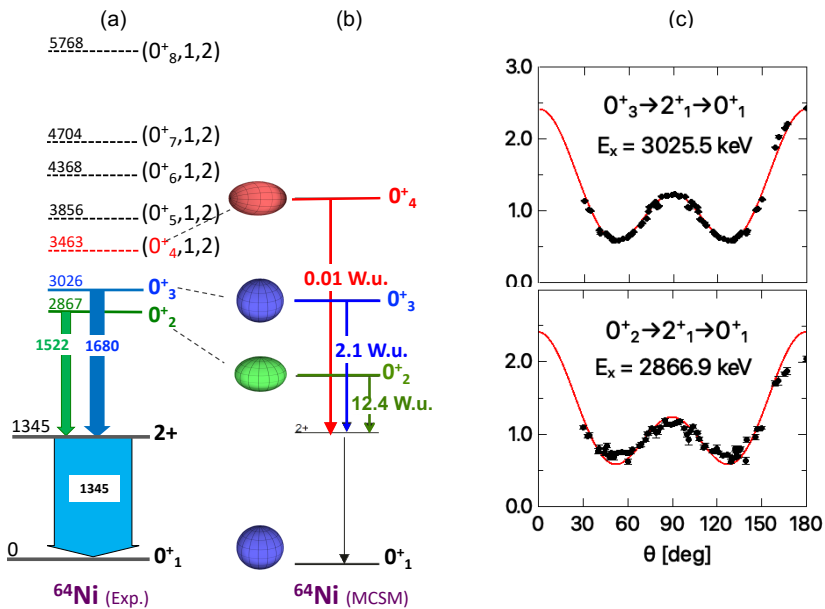 (a)
5768 (0⁺₈,1,2)
4704 (0⁺₇,1,2)
4368 (0⁺₆,1,2)
3856 (0⁺₅,1,2)
3463 (0⁺₄,1,2)
3026 0⁺₃
2867 0⁺₂
1522 1680
1345 2+
1345
0 0⁺₁
⁶⁴Ni (Exp.)
(b)
0⁺₄
0.01 W.u.
0⁺₃
2.1 W.u.
0⁺₂
12.4 W.u.
2+
0⁺₁
⁶⁴Ni (MCSM)
(c)
3.0
0⁺₃→2⁺₁→0⁺₁
Eₓ = 3025.5 keV
2.0
1.0
0.0
0⁺₂→2⁺₁→0⁺₁
Eₓ = 2866.9 keV
2.0
1.0
0.0
0 30 60 90 120 150 180
θ [deg]